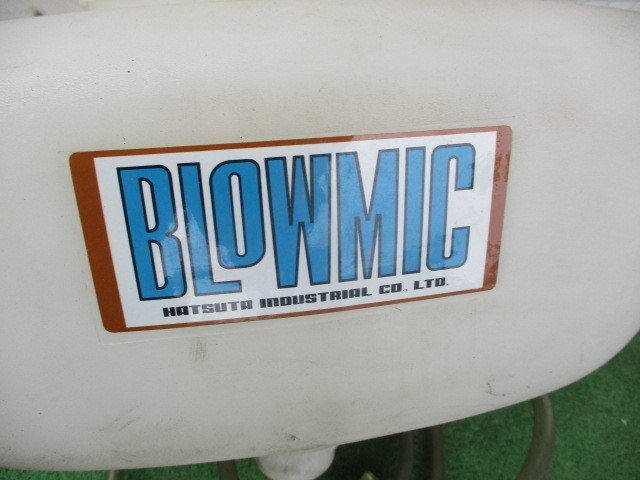 BLOWMIC
HATSUTA INDUSTRIAL CO., LTD.